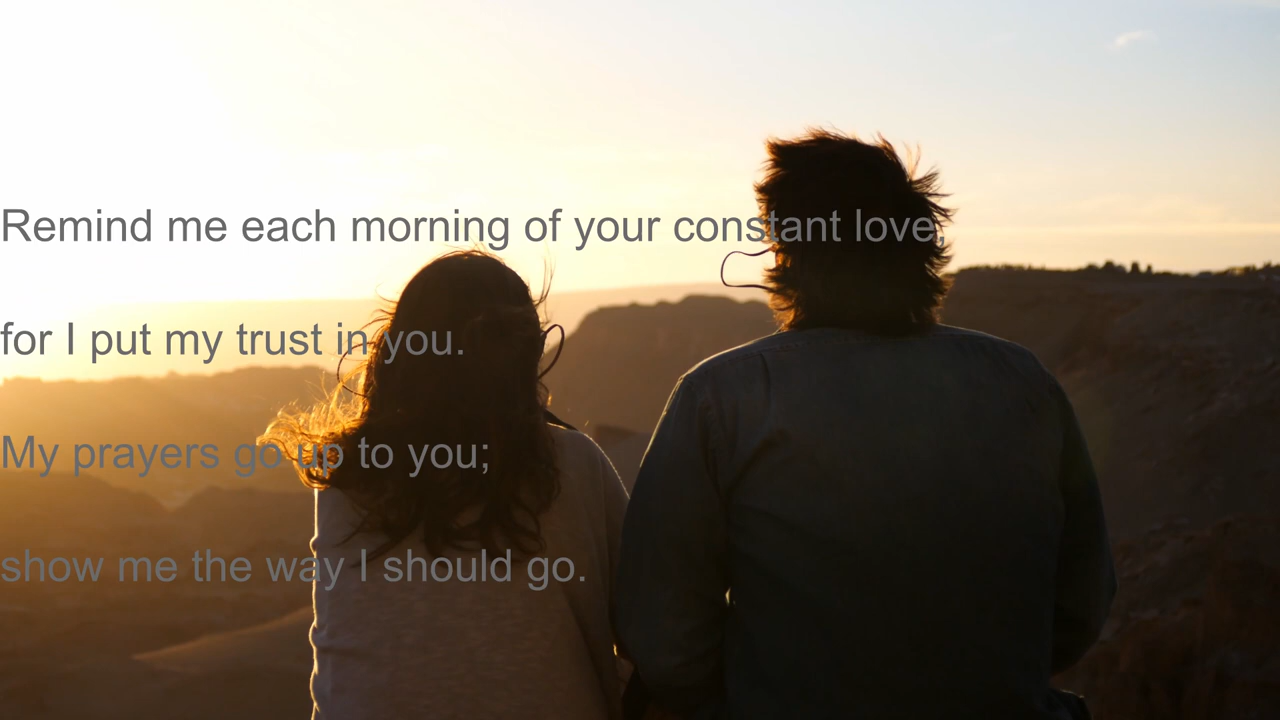 Remind me each morning of your constant love,
for I put my trust in you.
My prayers go up to you;
show me the way I should go.